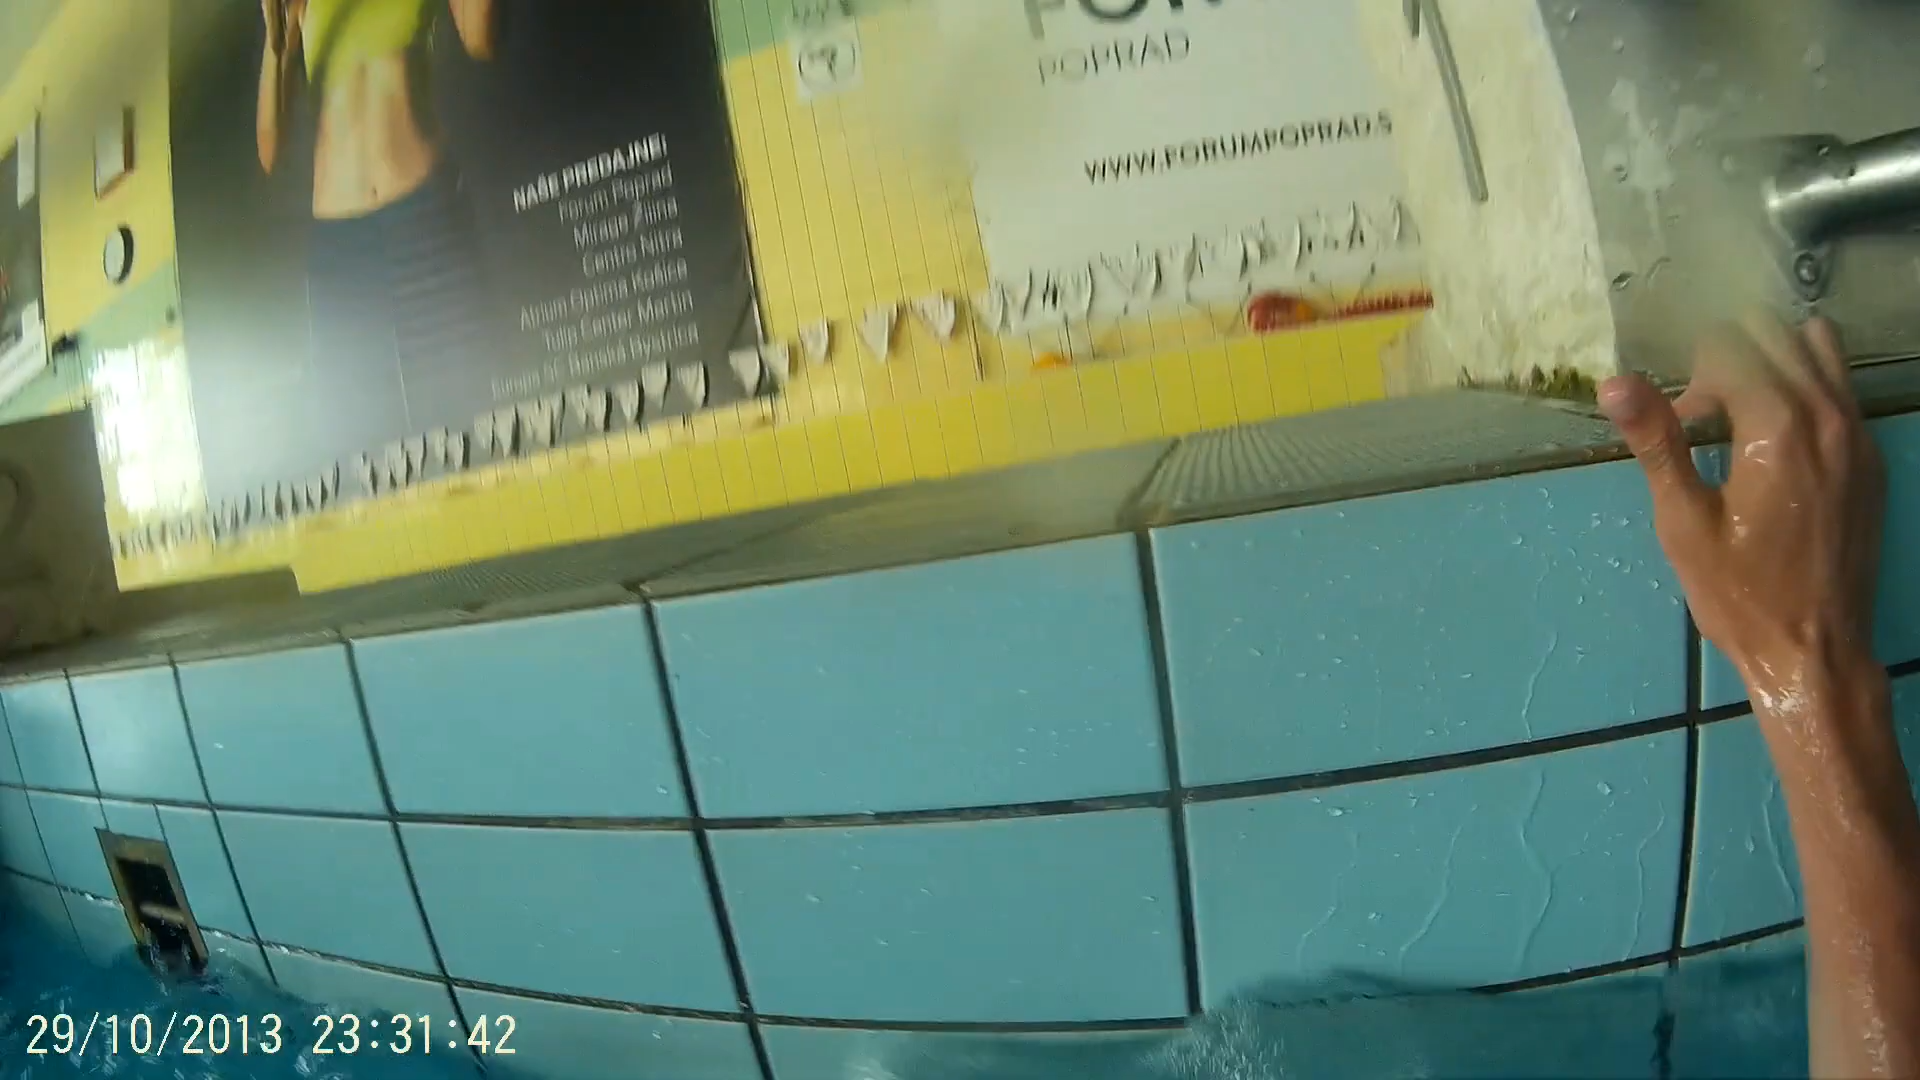 POPRAD
WWW.FORUMPOPRAD.S
NAŠE PREDAJNE:
Forum Poprad
Mirage Žilina
Centro Nitra
Atrium Optima Košice
Tulip Center Martin
Europa SC Banská Bystrica
2
29/10/2013 23:31:42